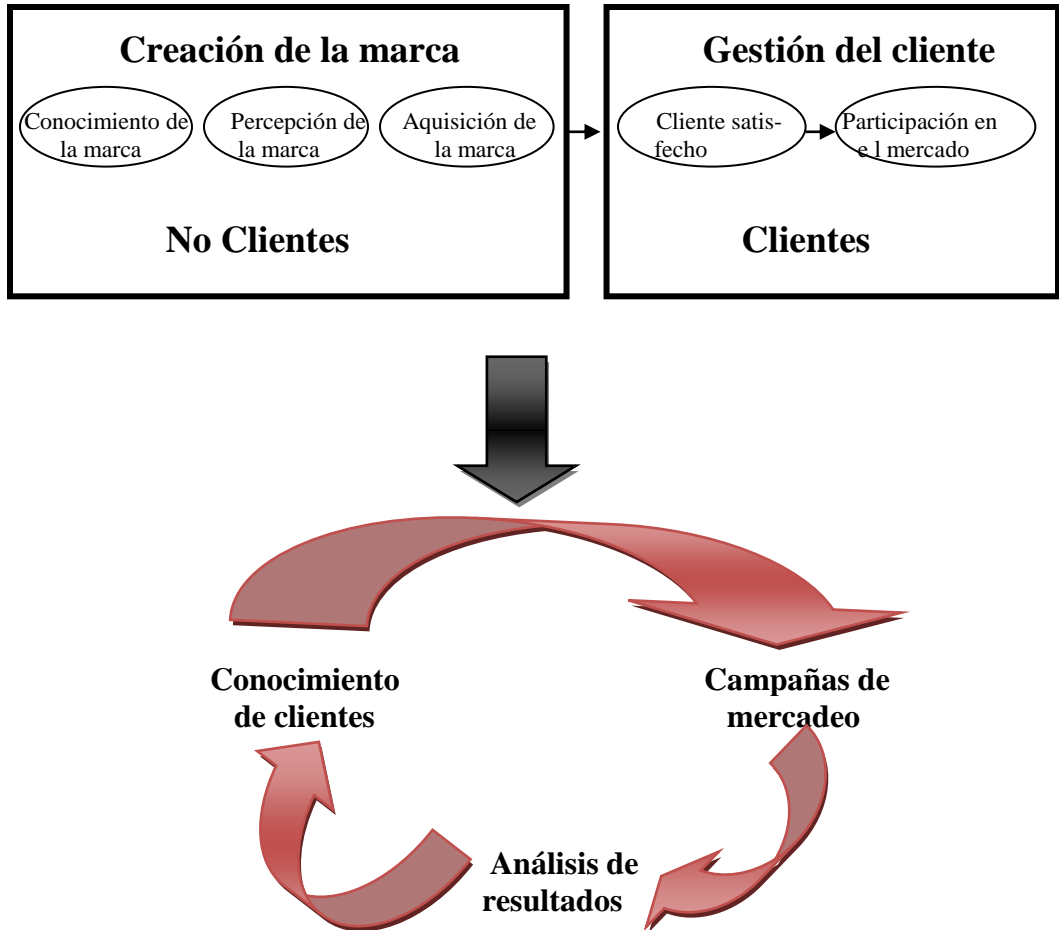 Creación de la marca
Conocimiento de
la marca
Percepción de
la marca
Aquisición de
la marca
No Clientes
Gestión del cliente
Cliente satis-
fecho
Participación en
e l mercado
Clientes
Conocimiento
de clientes
Campañas de
mercadeo
Análisis de
resultados